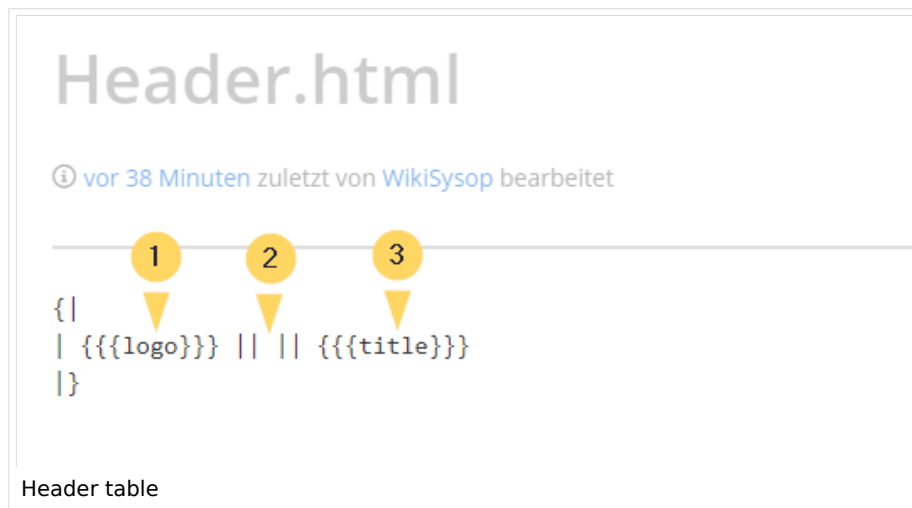 Header.html
vor 38 Minuten zuletzt von WikiSysop bearbeitet
1 2 3
{|
| {{{logo}}} || || {{{title}}}
|}
Header table